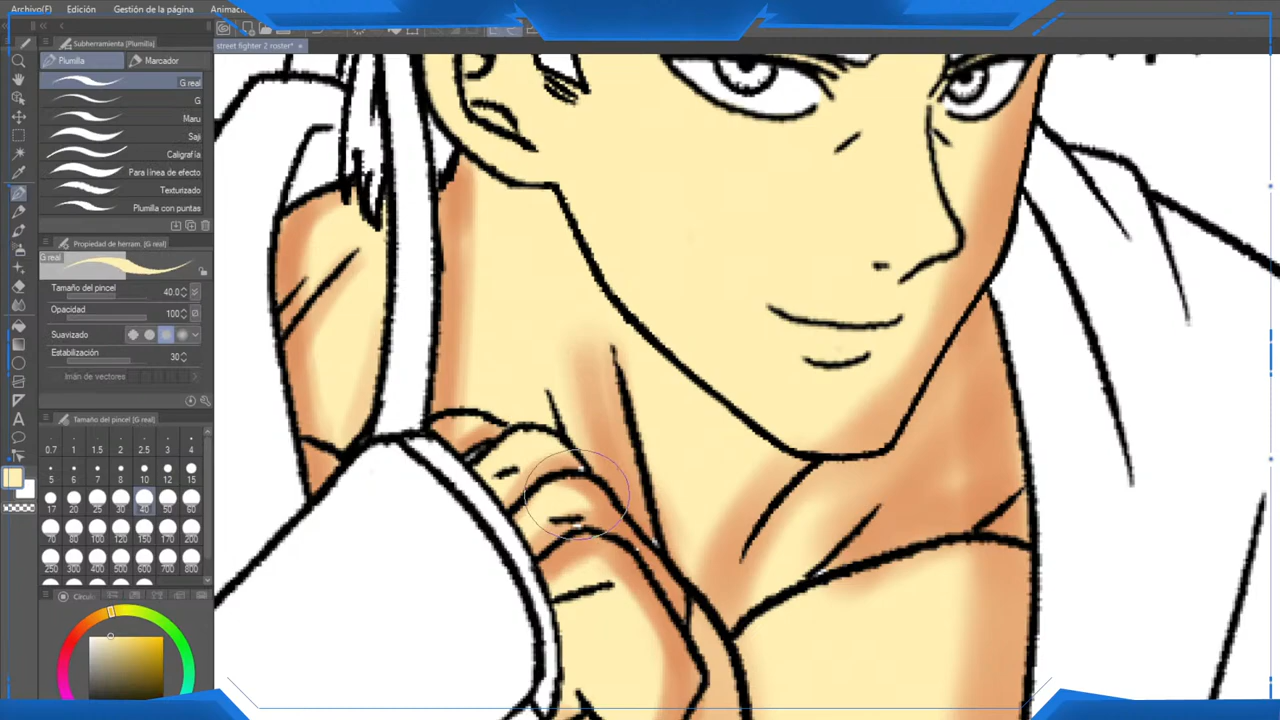 Archivo(F) Edición Gestión de la página Animació
Subherramienta (Plumilla)
street fighter 2 roster*
Plumilla Marcador
G real
G
Maru
Saji
Caligrafía
Para línea de efecto
Texturizado
Plumilla con puntas
Propiedad de herram. (G real)
G real
Tamaño del pincel 40.0
Opacidad 100
Suavizado
Estabilización 30
Imán de vectores
Tamaño del pincel (G real)
0.7 1 1.5 2 2.5 3 4
5 6 7 8 10 12 15
17 20 25 30 40 50 60
70 80 100 120 150 170 200
250 300 400 500 600 700 800
Círcul